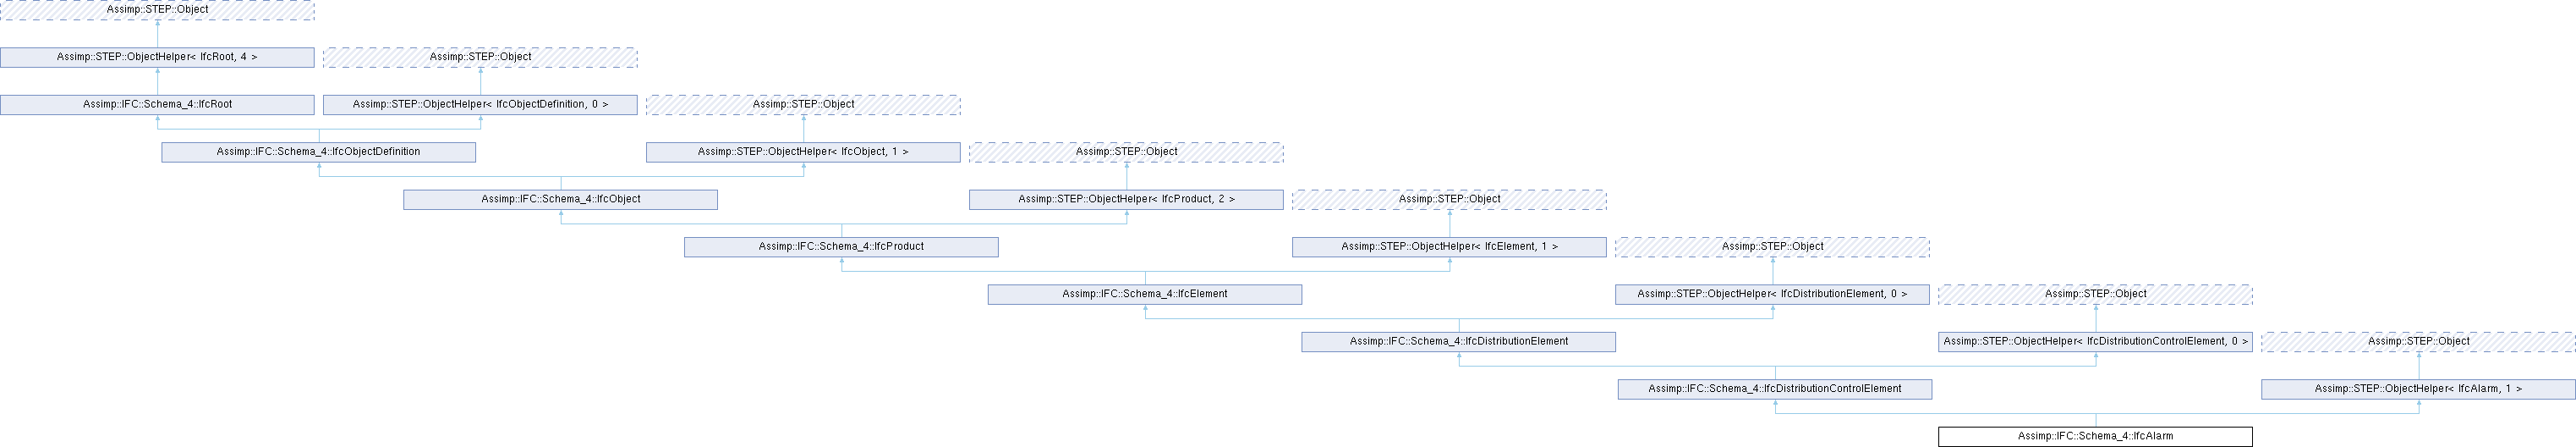 Assimp::STEP::Object
Assimp::STEP::ObjectHelper< IfcRoot, 4 >
Assimp::STEP::Object
Assimp::IFC::Schema_4::IfcRoot
Assimp::STEP::ObjectHelper< IfcObjectDefinition, 0 >
Assimp::STEP::Object
Assimp::IFC::Schema_4::IfcObjectDefinition
Assimp::STEP::ObjectHelper< IfcObject, 1 >
Assimp::STEP::Object
Assimp::IFC::Schema_4::IfcObject
Assimp::STEP::ObjectHelper< IfcProduct, 2 >
Assimp::STEP::Object
Assimp::IFC::Schema_4::IfcProduct
Assimp::STEP::ObjectHelper< IfcElement, 1 >
Assimp::STEP::Object
Assimp::IFC::Schema_4::IfcElement
Assimp::STEP::ObjectHelper< IfcDistributionElement, 0 >
Assimp::STEP::Object
Assimp::IFC::Schema_4::IfcDistributionElement
Assimp::STEP::ObjectHelper< IfcDistributionControlElement, 0 >
Assimp::STEP::Object
Assimp::IFC::Schema_4::IfcDistributionControlElement
Assimp::STEP::ObjectHelper< IfcAlarm, 1 >
Assimp::IFC::Schema_4::IfcAlarm